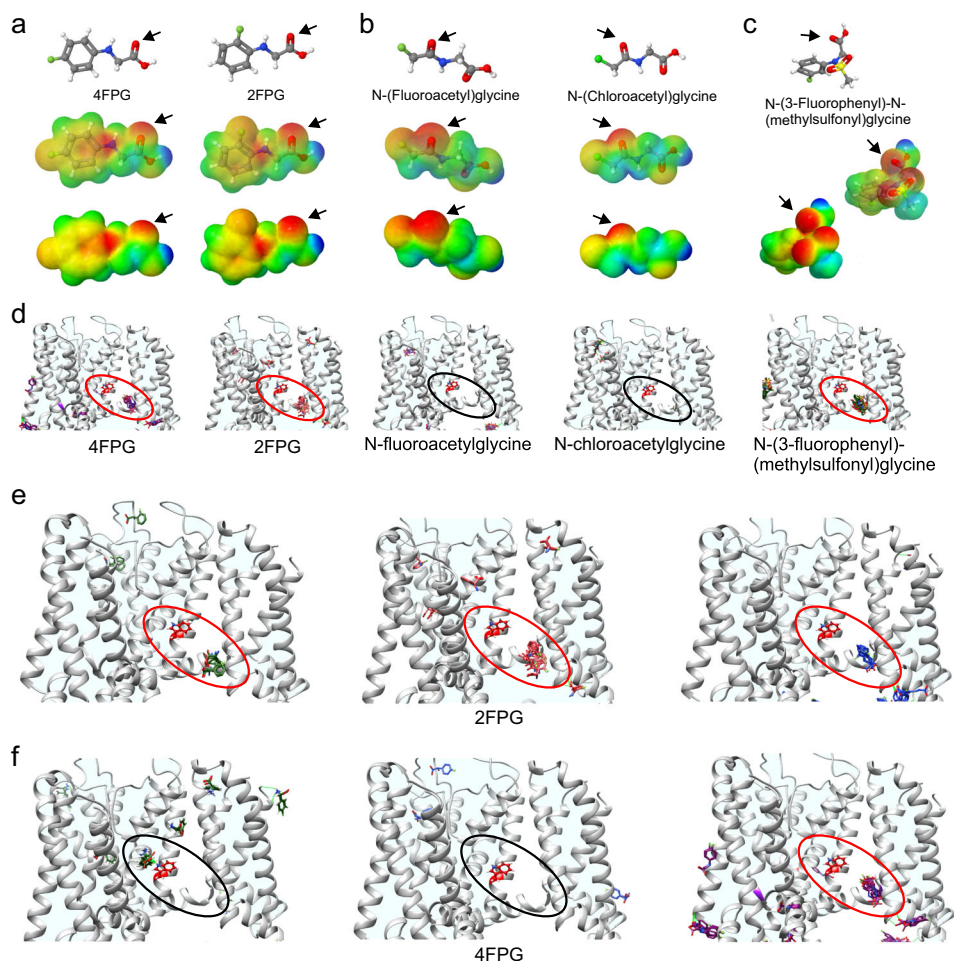 a
b
c
4FPG
2FPG
N-(Fluoroacetyl)glycine
N-(Chloroacetyl)glycine
N-(3-Fluorophenyl)-N-
(methylsulfonyl)glycine
d
4FPG
2FPG
N-fluoroacetylglycine
N-chloroacetylglycine
N-(3-fluorophenyl)-
(methylsulfonyl)glycine
e
2FPG
f
4FPG